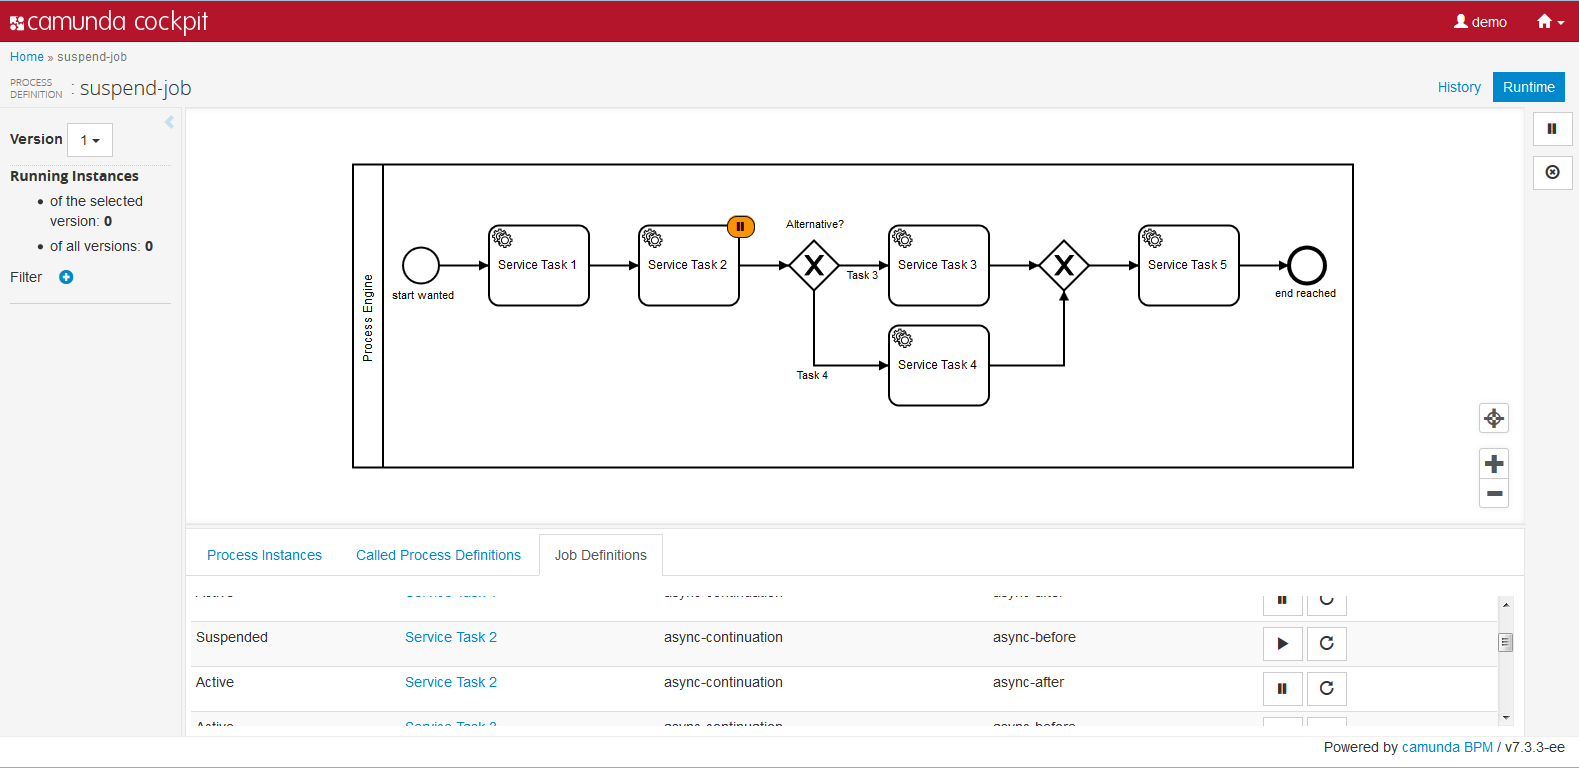 camunda cockpit
demo
Home » suspend-job
PROCESS DEFINITION : suspend-job
History
Runtime
Version 1
Running Instances
of the selected
version: 0
of all versions: 0
Filter
Process Engine
start wanted
Service Task 1
Service Task 2
Alternative?
Task 3
Task 4
Service Task 3
Service Task 4
Service Task 5
end reached
Process Instances
Called Process Definitions
Job Definitions
Suspended Service Task 2 async-continuation async-before
Active Service Task 2 async-continuation async-after
Powered by camunda BPM / v7.3.3-ee